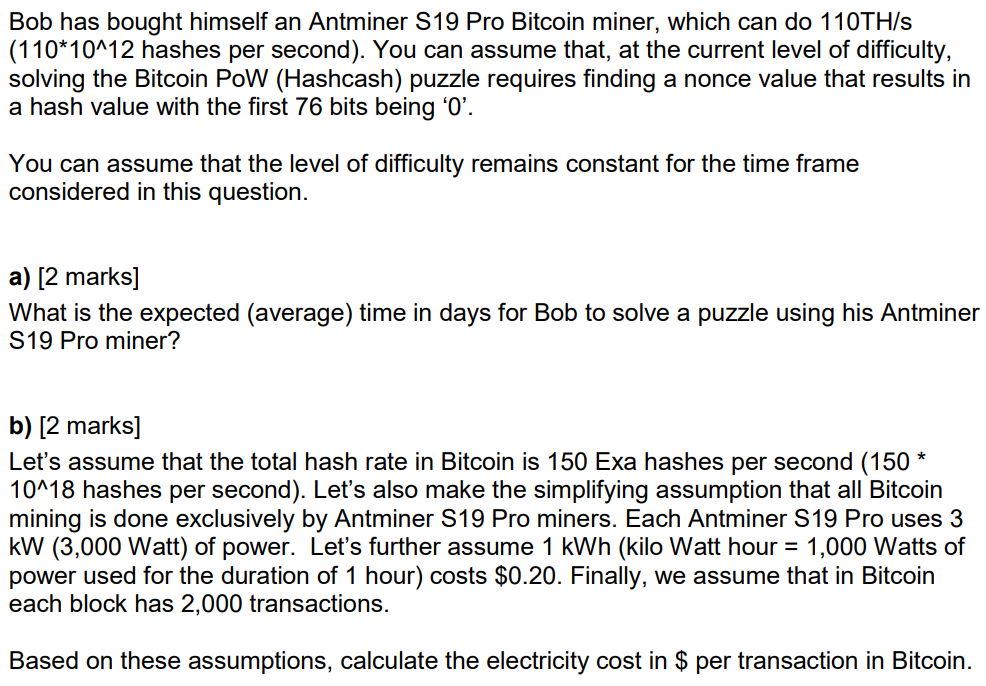 Bob has bought himself an Antminer S19 Pro Bitcoin miner, which can do 110TH/s
(110*10^12 hashes per second). You can assume that, at the current level of difficulty,
solving the Bitcoin PoW (Hashcash) puzzle requires finding a nonce value that results in
a hash value with the first 76 bits being ‘0’.
You can assume that the level of difficulty remains constant for the time frame
considered in this question.
a) [2 marks]
What is the expected (average) time in days for Bob to solve a puzzle using his Antminer
S19 Pro miner?
b) [2 marks]
Let’s assume that the total hash rate in Bitcoin is 150 Exa hashes per second (150 *
10^18 hashes per second). Let’s also make the simplifying assumption that all Bitcoin
mining is done exclusively by Antminer S19 Pro miners. Each Antminer S19 Pro uses 3
kW (3,000 Watt) of power.  Let’s further assume 1 kWh (kilo Watt hour = 1,000 Watts of
power used for the duration of 1 hour) costs $0.20. Finally, we assume that in Bitcoin
each block has 2,000 transactions.
Based on these assumptions, calculate the electricity cost in $ per transaction in Bitcoin.